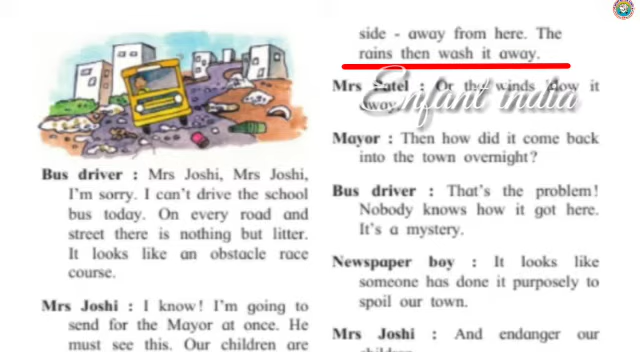 Bus driver : Mrs Joshi, Mrs Joshi,
I'm sorry. I can't drive the school
bus today. On every road and
street there is nothing but litter.
It looks like an obstacle race
course.
Mrs Joshi : I know! I'm going to
send for the Mayor at once. He
must see this. Our children are
side - away from here. The
rains then wash it away.
Mrs Patel : Or the winds blow it
away.
Enfant india
Mayor : Then how did it come back
into the town overnight?
Bus driver : That's the problem!
Nobody knows how it got here.
It's a mystery.
Newspaper boy : It looks like
someone has done it purposely to
spoil our town.
Mrs Joshi : And endanger our